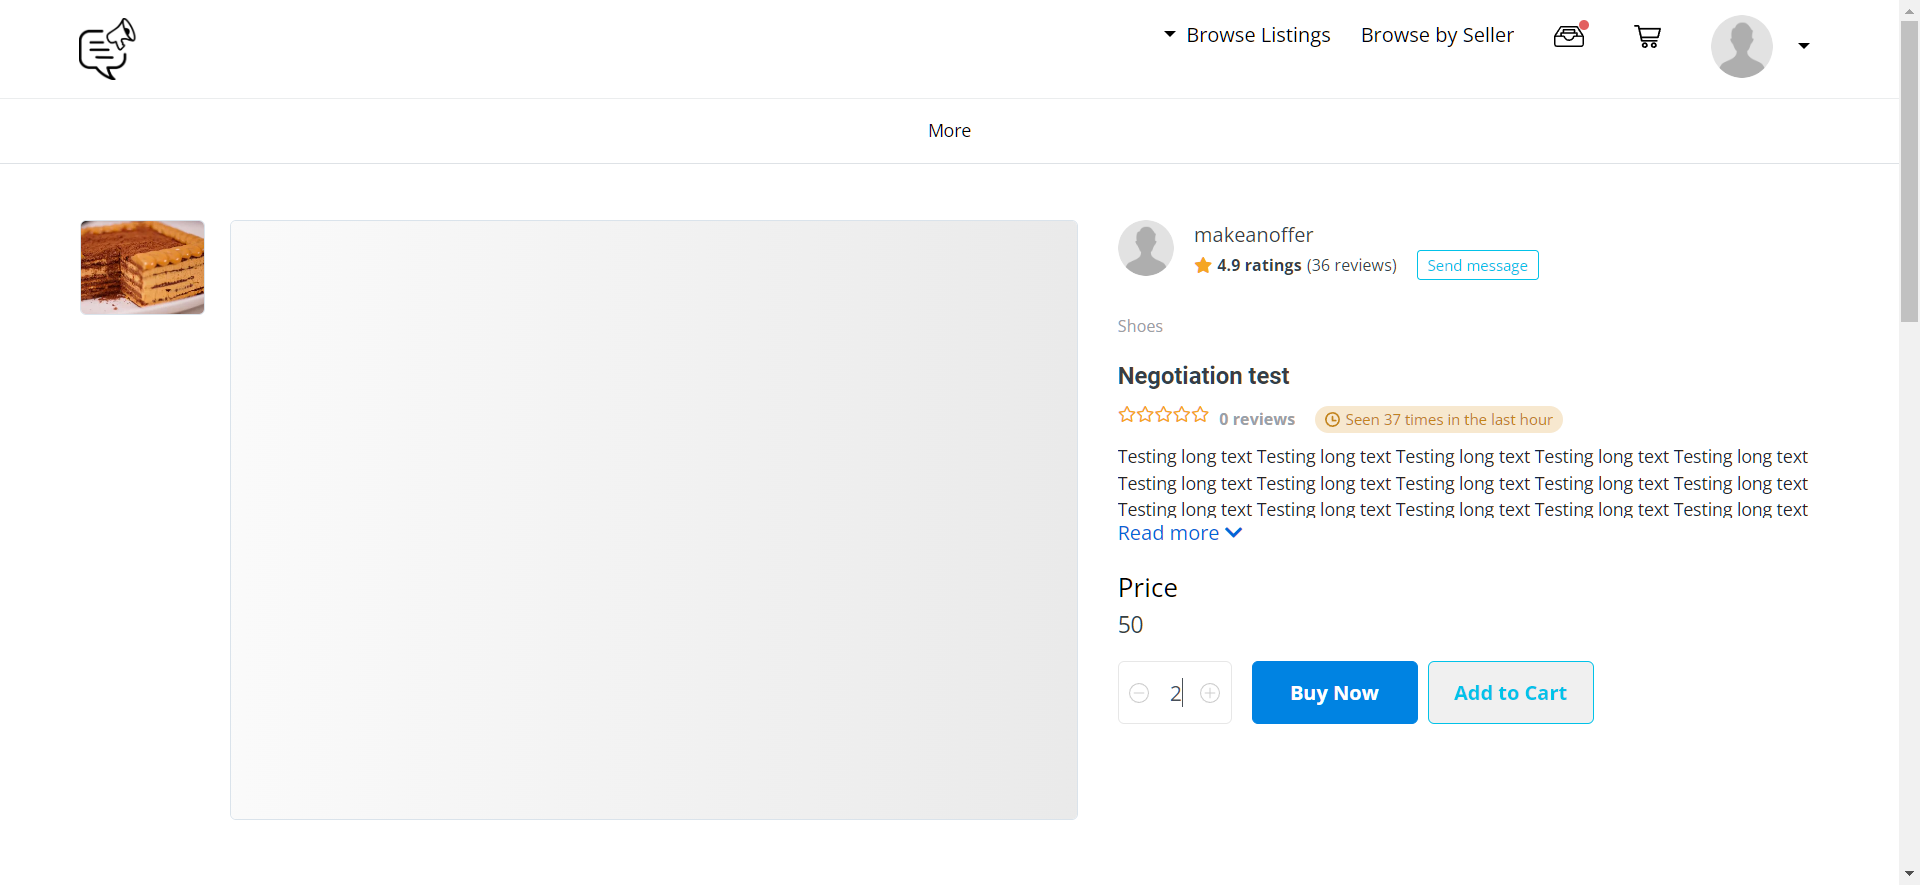 Browse Listings
Browse by Seller
More
makeanoffer
4.9 ratings (36 reviews)
Send message
Shoes
Negotiation test
0 reviews
Seen 37 times in the last hour
Testing long text Testing long text Testing long text Testing long text Testing long text
Testing long text Testing long text Testing long text Testing long text Testing long text
Testing long text Testing long text Testing long text Testing long text Testing long text
Read more
Price
50
2
Buy Now
Add to Cart